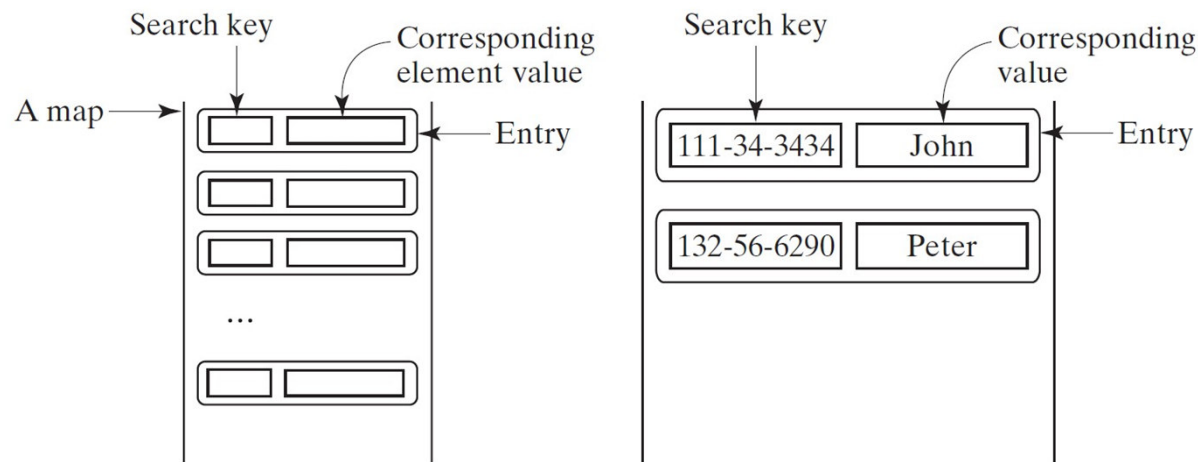 Search key
Corresponding
element value
A map
Entry
...
Search key
Corresponding
value
111-34-3434
John
Entry
132-56-6290
Peter